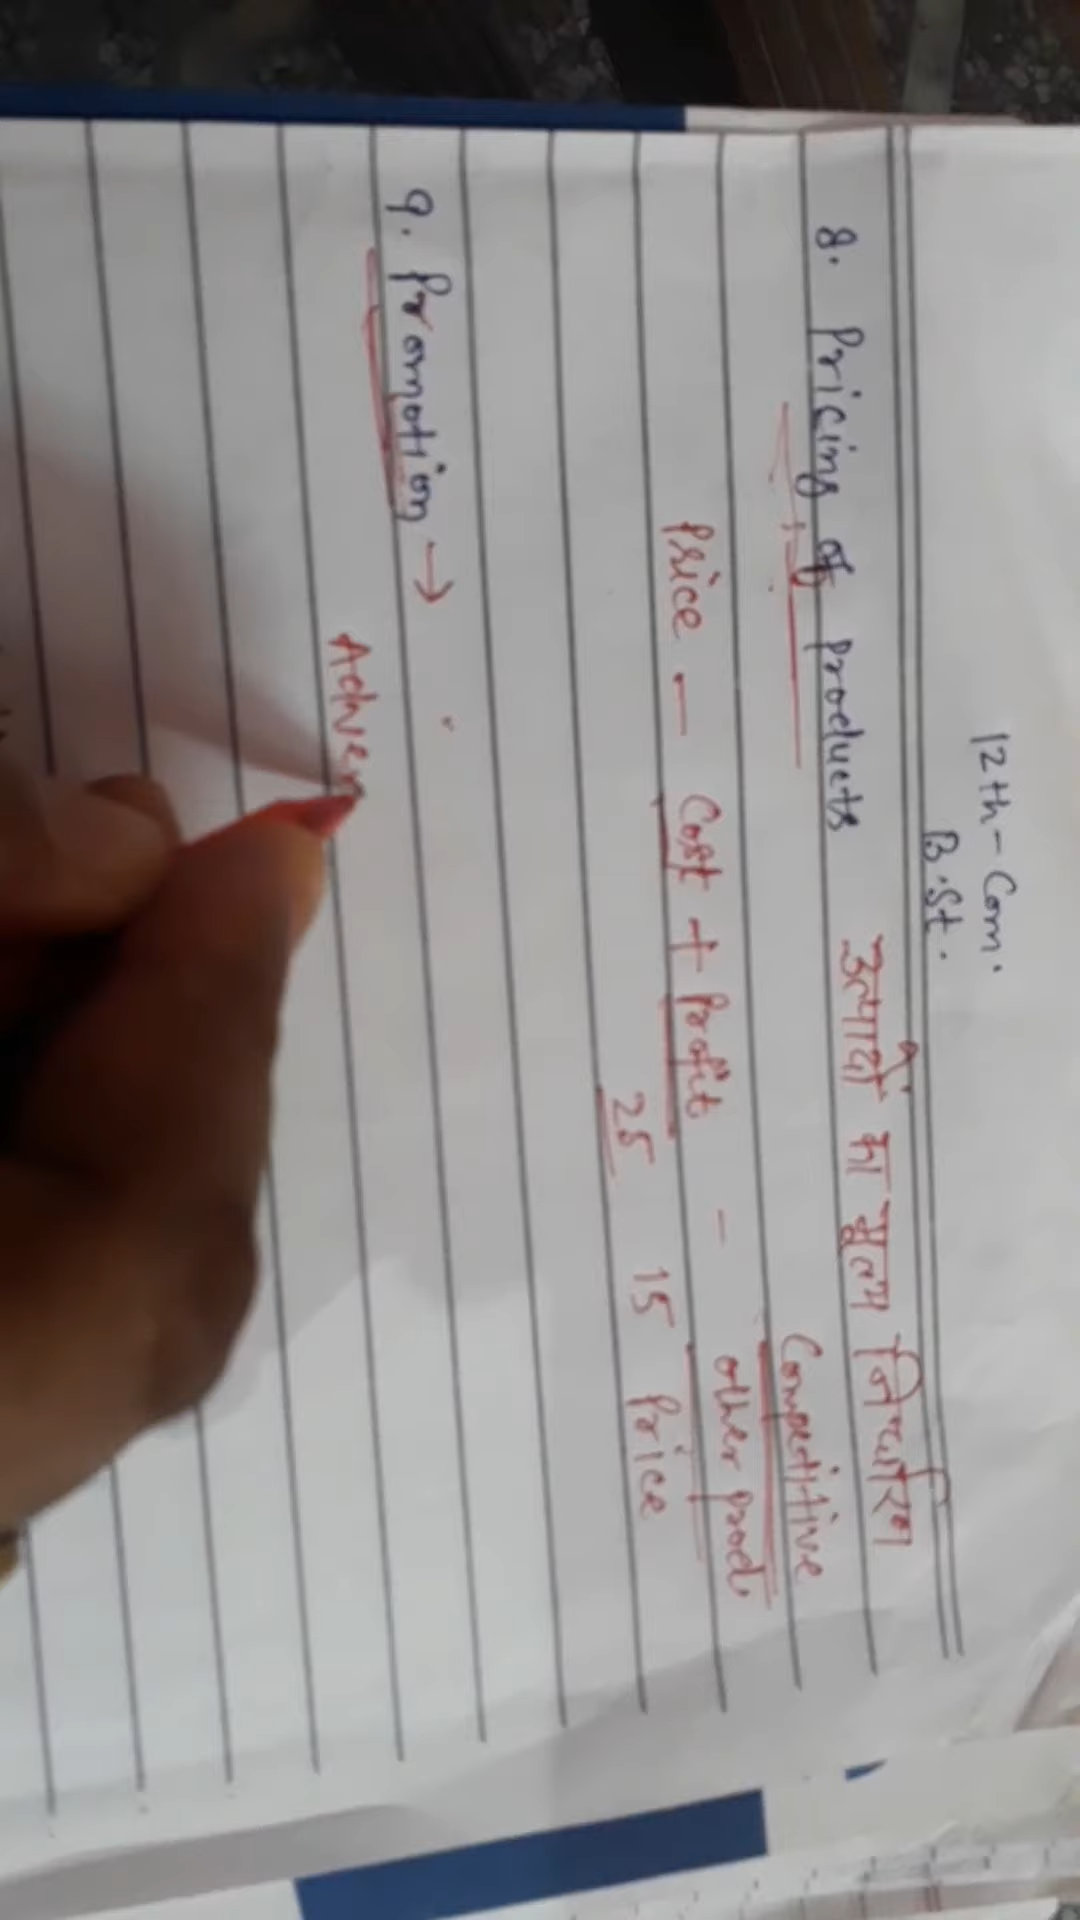 12th - Com.
B.St.
8. Pricing of products उत्पादों का मूल्य निर्धारण
Competitive
Price - Cost + Profit - other prod.
25 15 Price
9. Promotion →
Adver